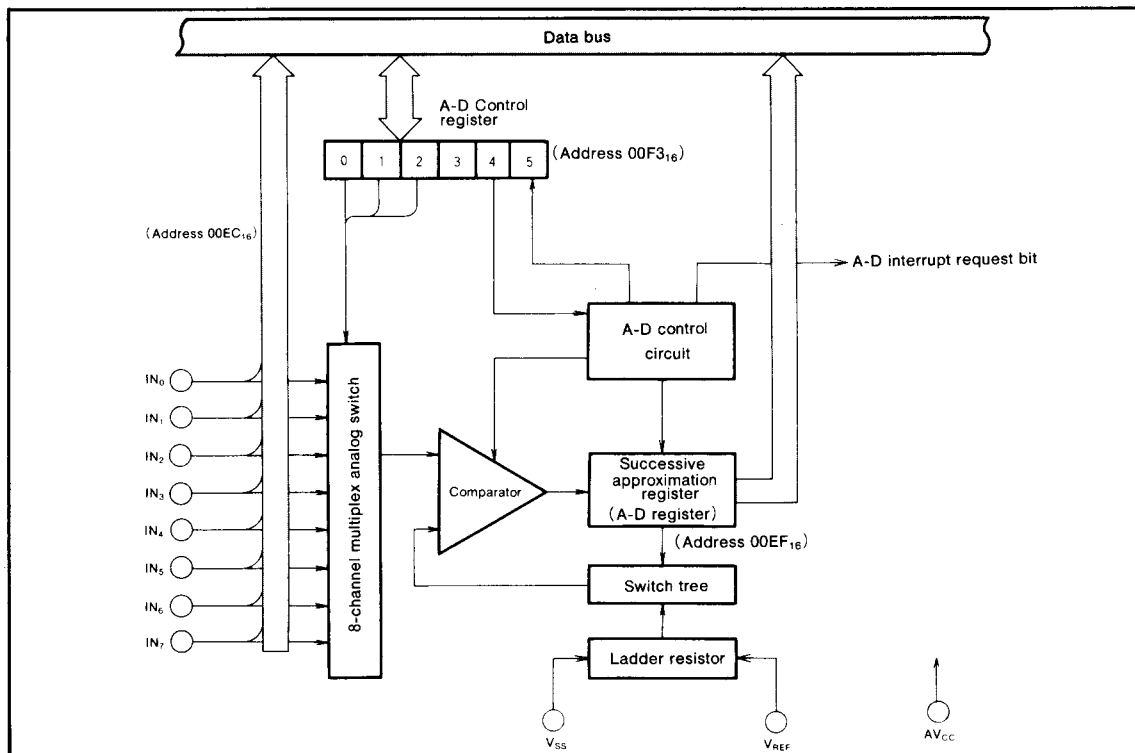 Data bus
A-D Control
register
0 1 2 3 4 5
(Address 00F3₁₆)
(Address 00EC₁₆)
A-D interrupt request bit
A-D control
circuit
8-channel multiplex analog switch
IN₀
IN₁
IN₂
IN₃
IN₄
IN₅
IN₆
IN₇
Comparator
Successive
approximation
register
(A-D register)
(Address 00EF₁₆)
Switch tree
Ladder resistor
V_SS
V_REF
AV_CC